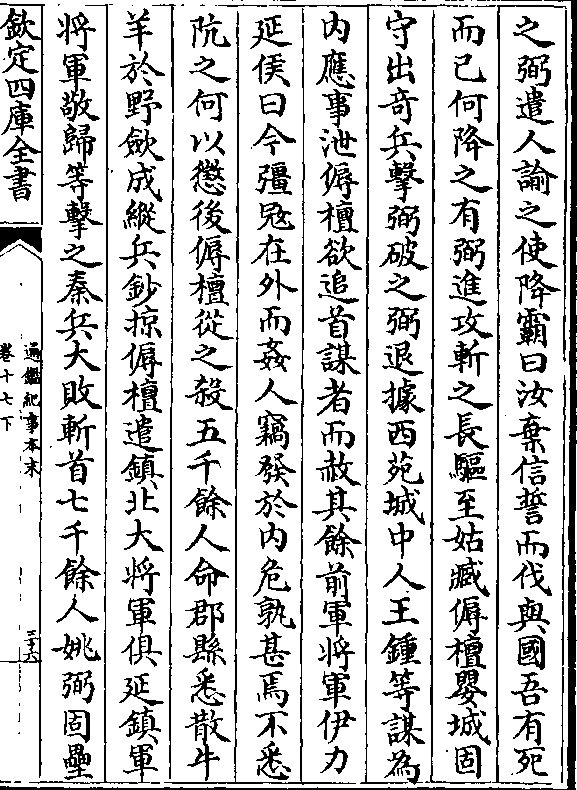 之弼遣人諭之使降霸曰汝棄信誓而伐與國吾有死
而已何降之有弼進攻斬之長驅至姑臧傉檀嬰城固
守出奇兵擊弼破之弼退據西苑城中人王鍾等謀為
内應事泄傉檀欲追首謀者而赦其餘前軍將軍伊力
延侯曰今彊𡨥在外而姦人竊發於内危孰甚焉不悉
阬之何以懲後傉檀從之殺五千餘人命郡縣悉散牛
羊於野歛成縱兵鈔掠傉檀遣鎮北大將軍俱延鎮軍
將軍敬歸等擊之秦兵大敗斬首七千餘人姚弼固壘
欽定四庫全書
通鑑紀事本末
卷十七下
三十六